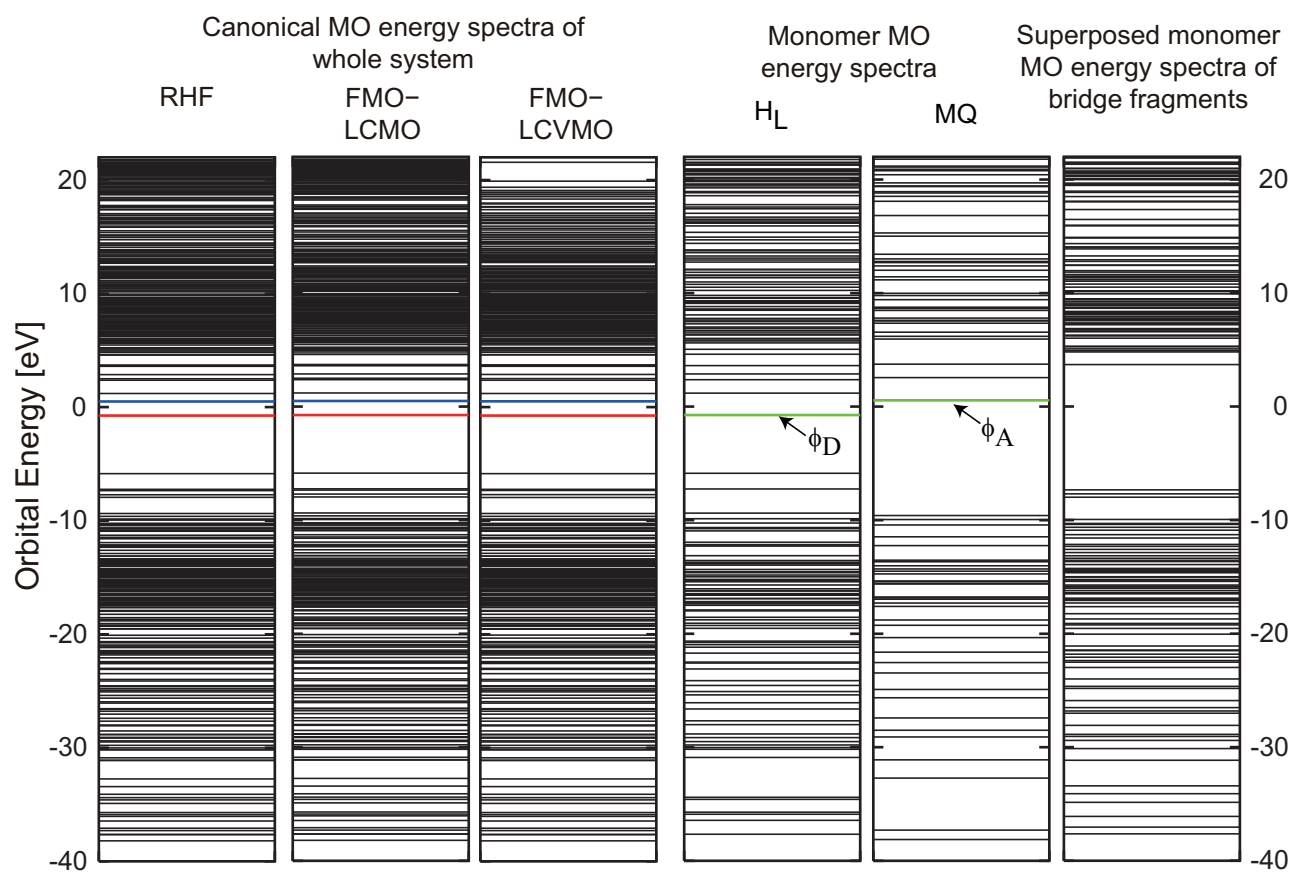 Canonical MO energy spectra of
whole system
RHF
FMO−
LCMO
FMO−
LCVMO
Monomer MO
energy spectra
HL
MQ
Superposed monomer
MO energy spectra of
bridge fragments
Orbital Energy [eV]
20
10
0
-10
-20
-30
-40
ϕD
ϕA
20
10
0
-10
-20
-30
-40